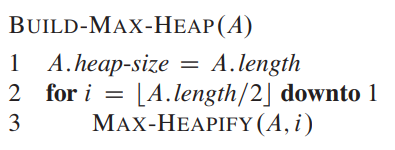 BUILD-MAX-HEAP(A)
1 A.heap-size = A.length
2 for i = ⌊A.length/2⌋ downto 1
3 MAX-HEAPIFY(A, i)